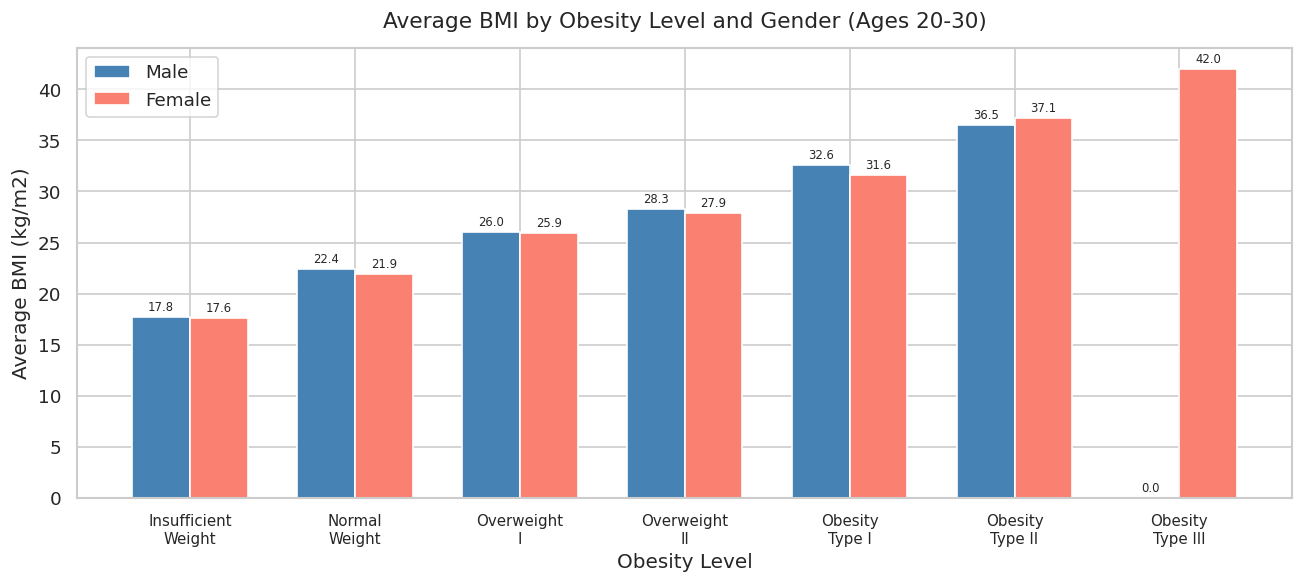 Average BMI by Obesity Level and Gender (Ages 20-30)
Male
Female
Average BMI (kg/m2)
40
35
30
25
20
15
10
5
0
17.8
17.6
22.4
21.9
26.0
25.9
28.3
27.9
32.6
31.6
36.5
37.1
0.0
42.0
Insufficient
Weight
Normal
Weight
Overweight
I
Overweight
II
Obesity
Type I
Obesity
Type II
Obesity
Type III
Obesity Level